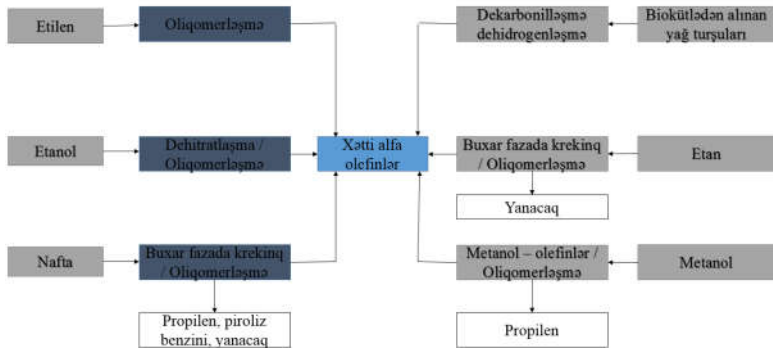 Etilen
Oliqomerləşmə
Dekarbonilləşmə
dehidrogenləşmə
Biokütlədən alınan
yağ turşuları
Etanol
Dehitratlaşma /
Oliqomerləşmə
Xətti alfa
olefinlər
Buxar fazada krekinq
/ Oliqomerləşmə
Etan
Yanacaq
Nafta
Buxar fazada krekinq
/ Oliqomerləşmə
Metanol – olefinlər /
Oliqomerləşmə
Metanol
Propilen, piroliz
benzini, yanacaq
Propilen